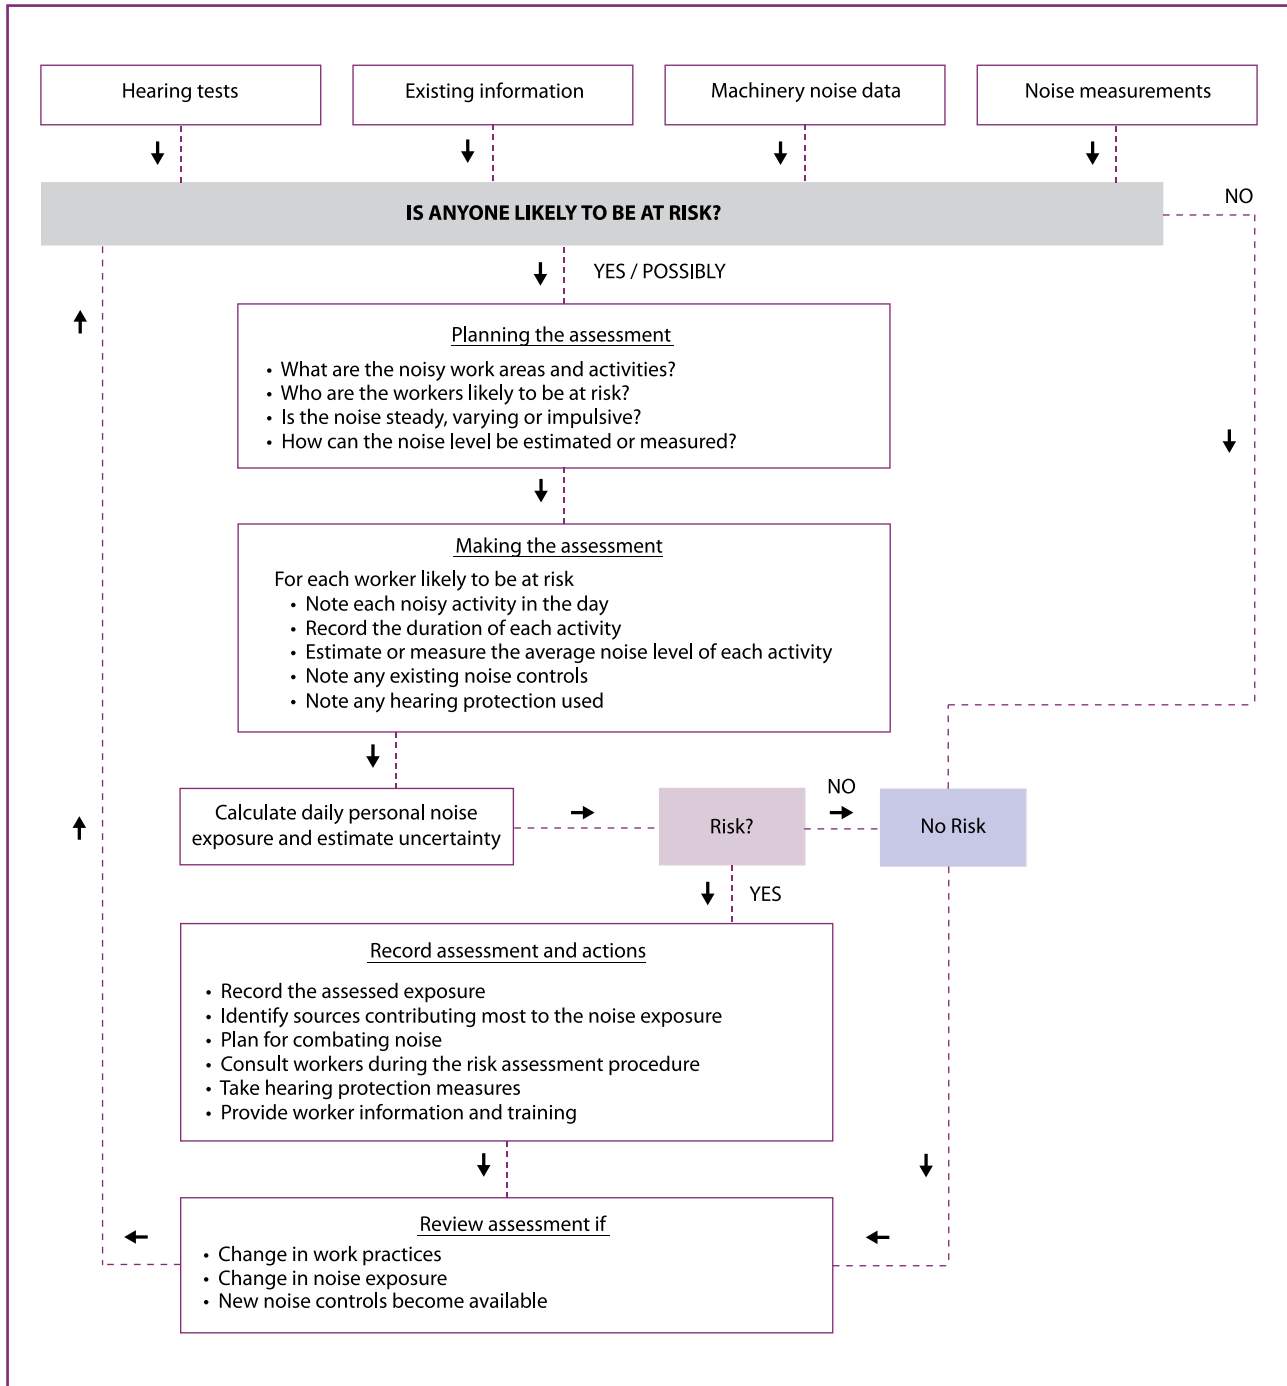 Hearing tests
Existing information
Machinery noise data
Noise measurements
IS ANYONE LIKELY TO BE AT RISK?
NO
YES / POSSIBLY
Planning the assessment
• What are the noisy work areas and activities?
• Who are the workers likely to be at risk?
• Is the noise steady, varying or impulsive?
• How can the noise level be estimated or measured?
Making the assessment
For each worker likely to be at risk
• Note each noisy activity in the day
• Record the duration of each activity
• Estimate or measure the average noise level of each activity
• Note any existing noise controls
• Note any hearing protection used
Calculate daily personal noise
exposure and estimate uncertainty
Risk?
NO
No Risk
YES
Record assessment and actions
• Record the assessed exposure
• Identify sources contributing most to the noise exposure
• Plan for combating noise
• Consult workers during the risk assessment procedure
• Take hearing protection measures
• Provide worker information and training
Review assessment if
• Change in work practices
• Change in noise exposure
• New noise controls become available